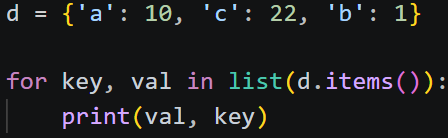 d = {'a': 10, 'c': 22, 'b': 1}
for key, val in list(d.items()):
    print(val, key)